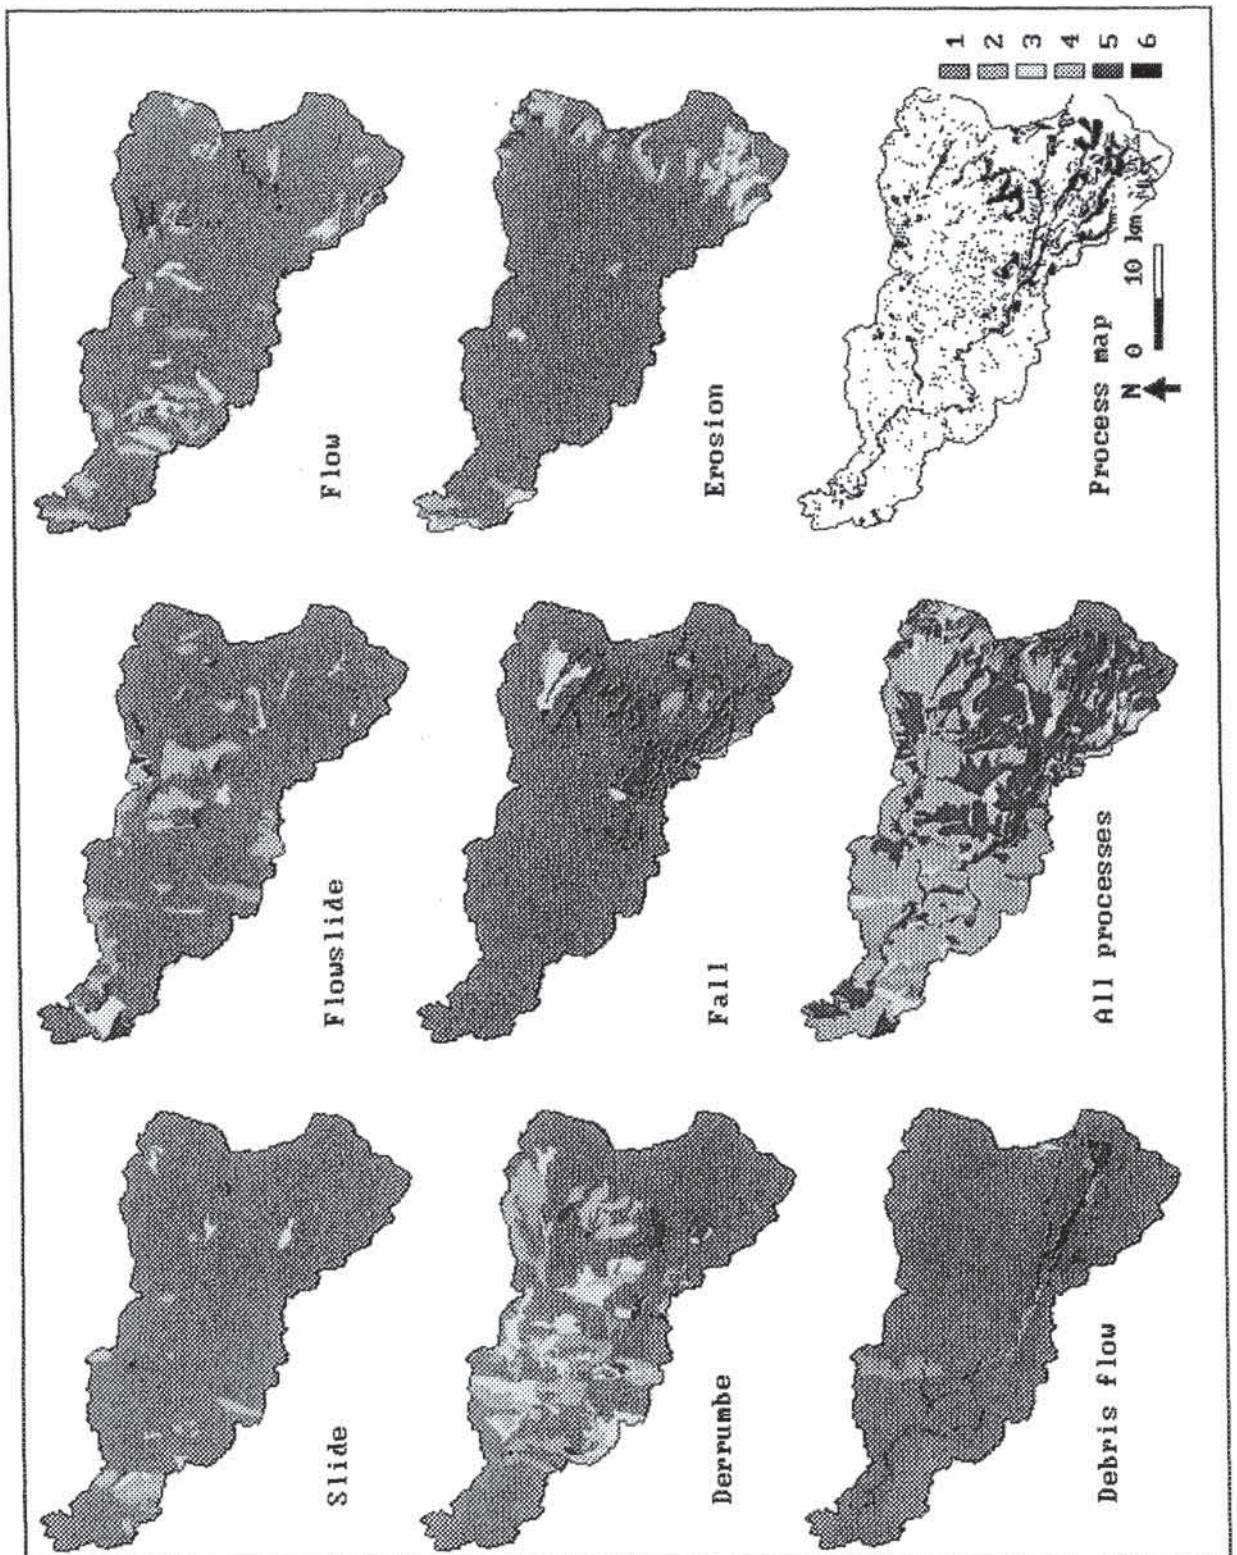 Slide
Flowslide
Flow
Derrumbe
Fall
Erosion
1
2
3
4
5
6
Debris flow
All processes
Process map
N 0 10 km